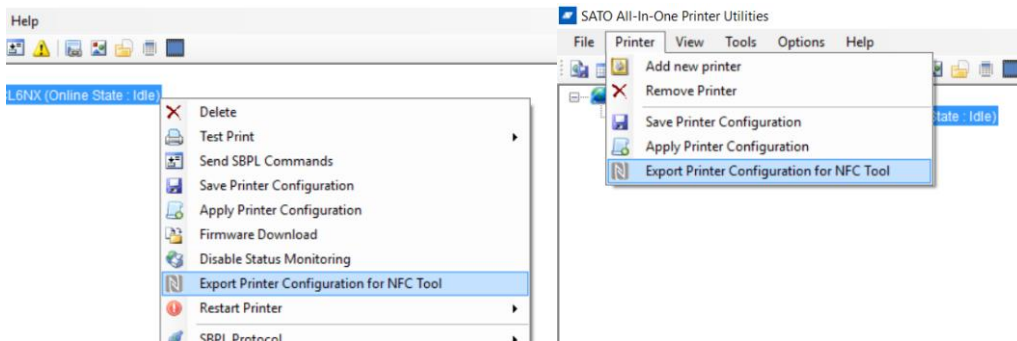 Help
CL6NX (Online State : Idle)
Delete
Test Print
Send SBPL Commands
Save Printer Configuration
Apply Printer Configuration
Firmware Download
Disable Status Monitoring
Export Printer Configuration for NFC Tool
Restart Printer
SBPL Protocol
SATO All-In-One Printer Utilities
File Printer View Tools Options Help
Add new printer
Remove Printer
State : Idle)
Save Printer Configuration
Apply Printer Configuration
Export Printer Configuration for NFC Tool